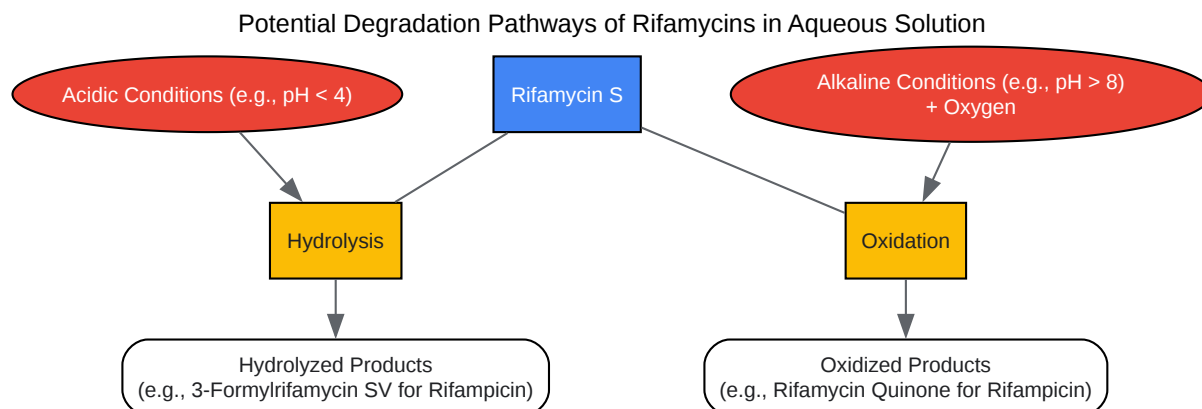 Potential Degradation Pathways of Rifamycins in Aqueous Solution
Acidic Conditions (e.g., pH < 4)
Rifamycin S
Alkaline Conditions (e.g., pH > 8)
+ Oxygen
Hydrolysis
Oxidation
Hydrolyzed Products
(e.g., 3-Formylrifamycin SV for Rifampicin)
Oxidized Products
(e.g., Rifamycin Quinone for Rifampicin)